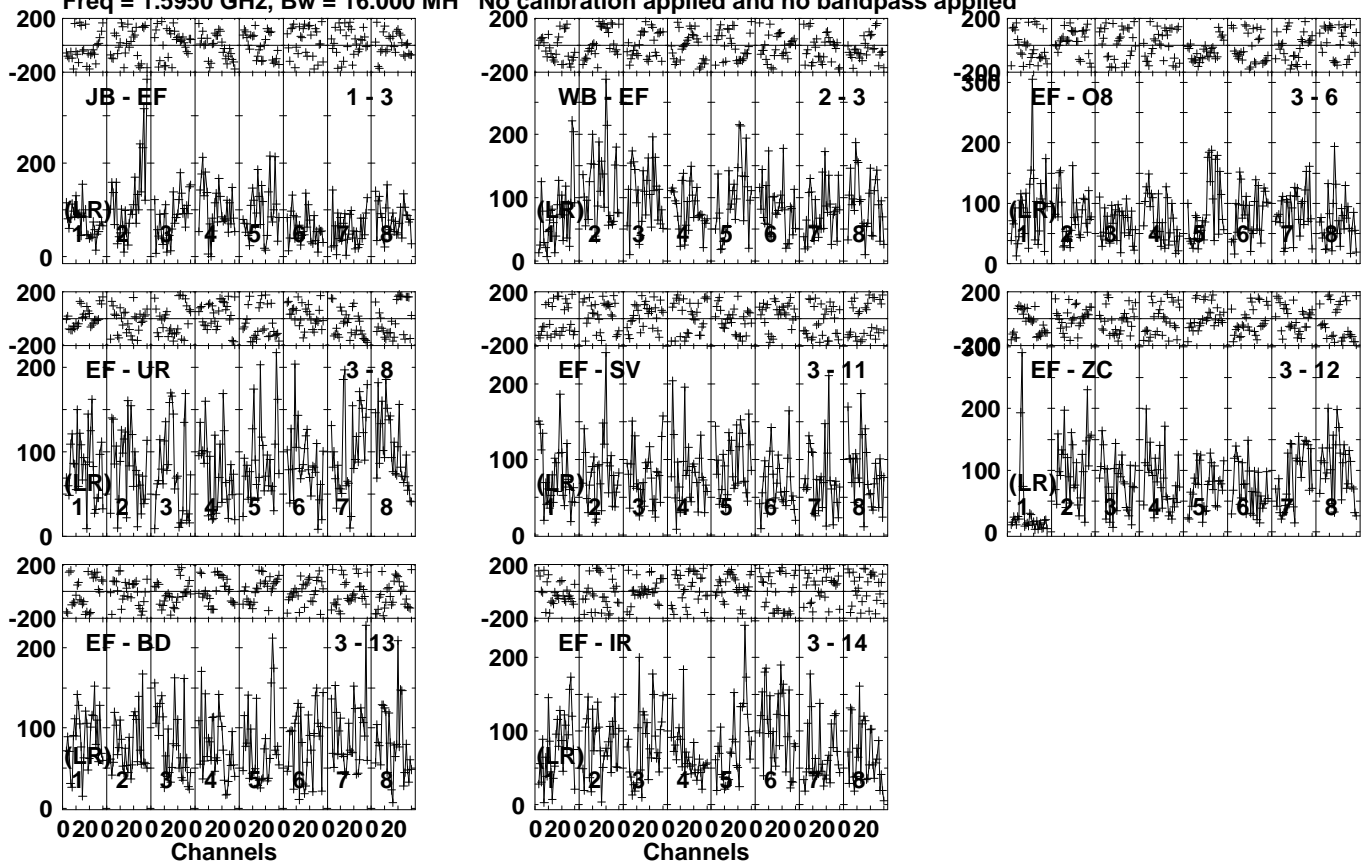 Freq = 1.5950 GHz, Bw = 16.000 MH No calibration applied and no bandpass applied
200
-200
JB - EF 1 - 3
200
(LR)
1 2 3 4 5 6 7 8
0
200
-200
WB - EF 2 - 3
200
100
(LR)
1 2 3 4 5 6 7 8
0
200
-200
300
EF - O8 3 - 6
200
100
(LR)
1 2 3 4 5 6 7 8
0
200
-200
EF - UR 3 - 8
200
100
(LR)
1 2 3 4 5 6 7 8
0
200
-200
EF - SV 3 - 11
200
100
(LR)
1 2 3 4 5 6 7 8
0
200
-200
300
EF - ZC 3 - 12
200
100
(LR)
1 2 3 4 5 6 7 8
0
200
-200
EF - BD 3 - 13
200
100
(LR)
1 2 3 4 5 6 7 8
0
0 20 0 20 0 20 0 20 0 20 0 20 0 20 0 20
Channels
200
-200
EF - IR 3 - 14
200
100
(LR)
1 2 3 4 5 6 7 8
0
0 20 0 20 0 20 0 20 0 20 0 20 0 20 0 20
Channels